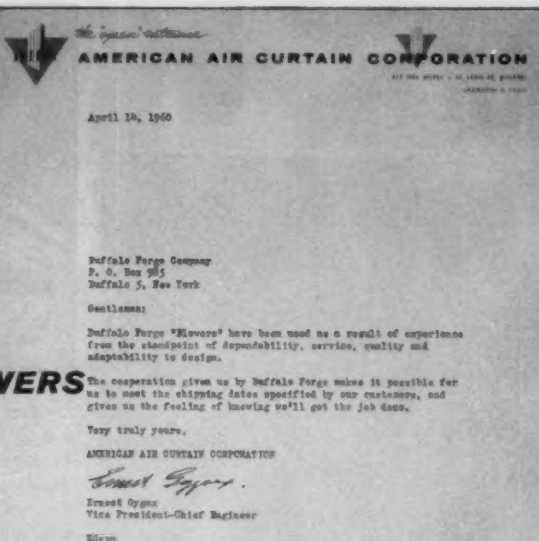 the "open" entrance
AMERICAN AIR CURTAIN CORPORATION
April 14, 1960
Buffalo Forge Company
P. O. Box 985
Buffalo 5, New York
Gentlemen:
Buffalo Forge "Blowers" have been used as a result of experience
from the standpoint of dependability, service, quality and
adaptability to design.
WERS
The cooperation given us by Buffalo Forge makes it possible for
us to meet the shipping dates specified by our customers, and
gives us the feeling of knowing we'll get the job done.
Very truly yours,
AMERICAN AIR CURTAIN CORPORATION
Ernest Gygax.
Ernest Gygax
Vice President-Chief Engineer